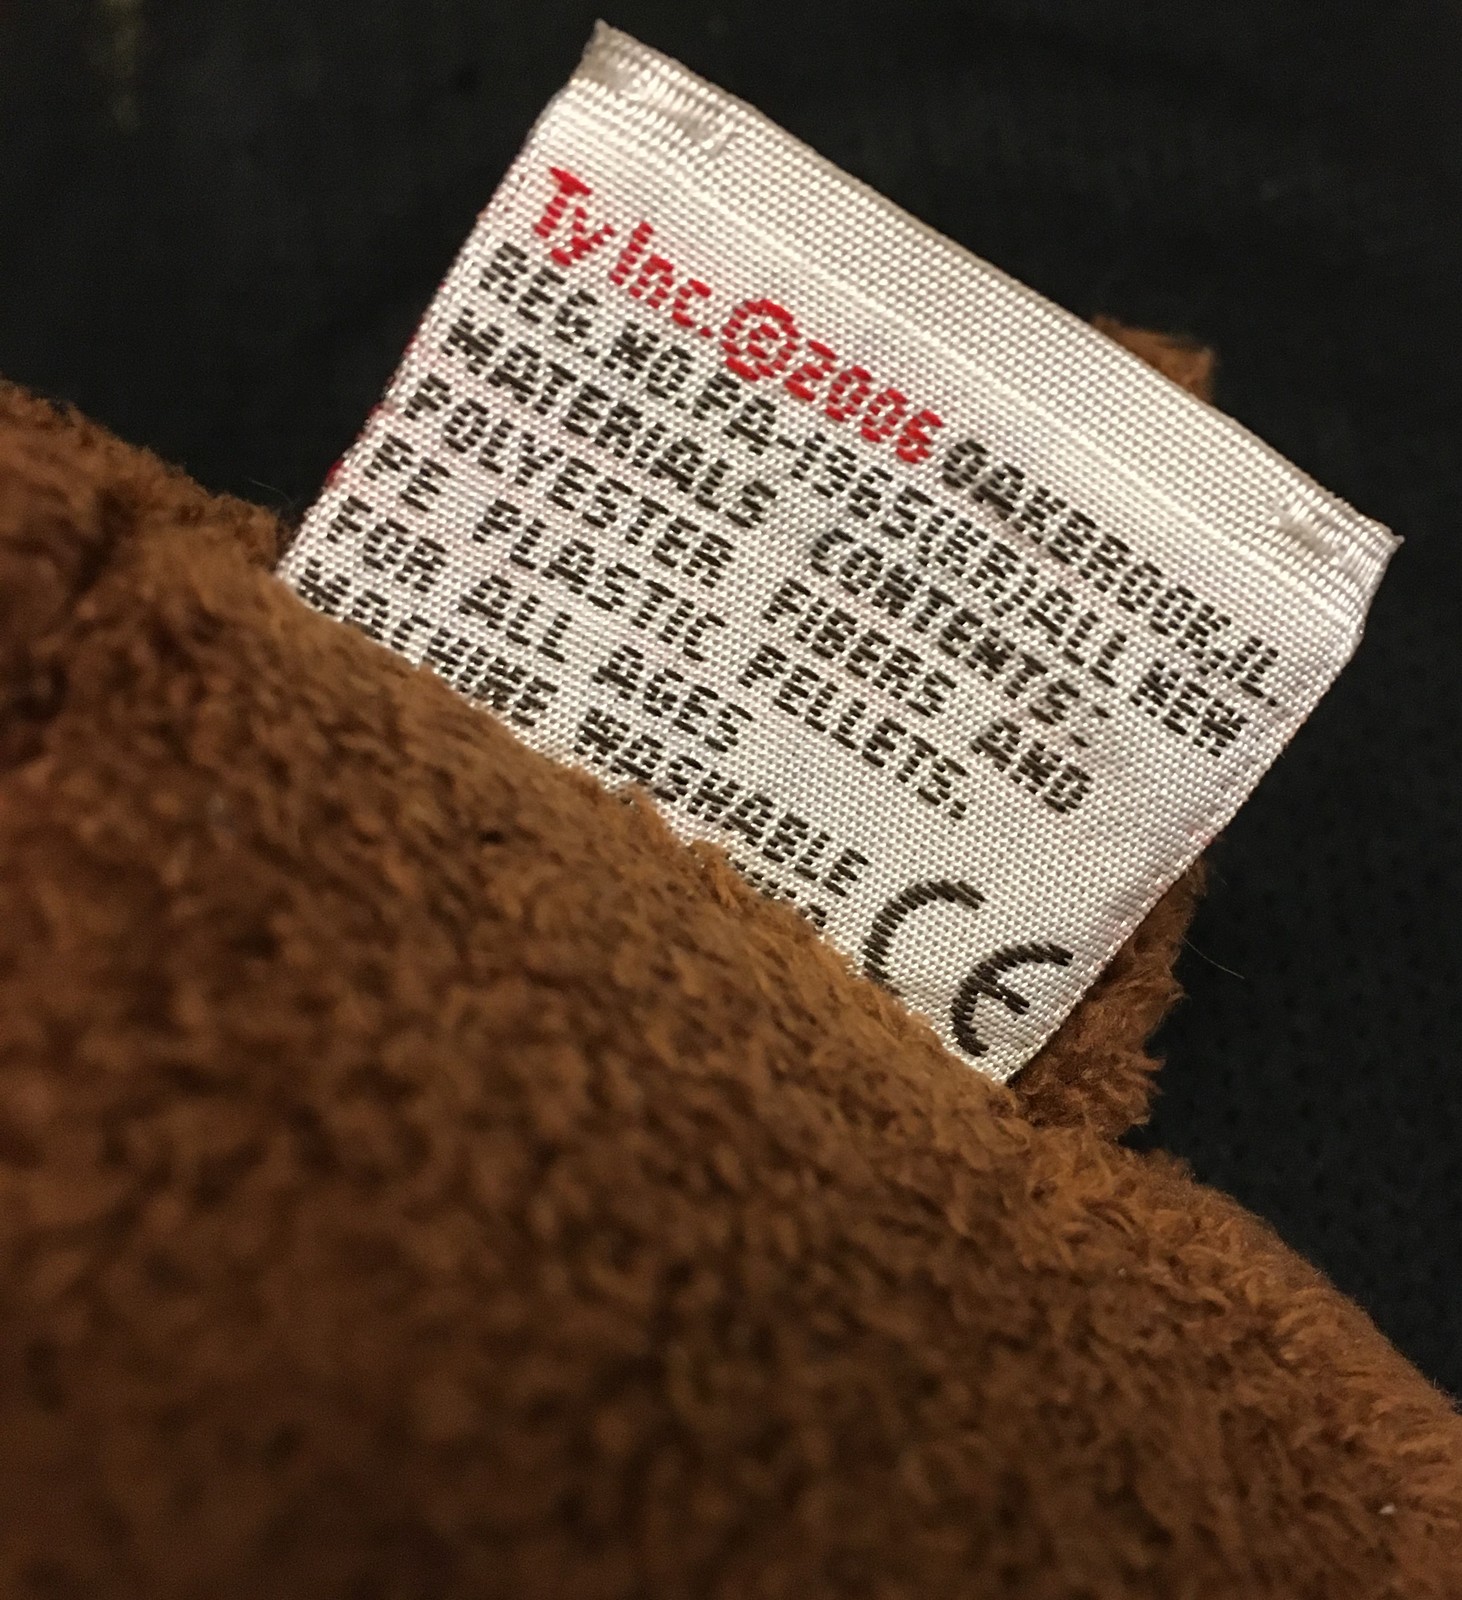 Ty Inc.®2006 OAKBROOK,IL
REG.NO.PA-1965(KR)ALL NEW
MATERIALS CONTENTS:
POLYESTER FIBERS AND
PE PLASTIC PELLETS.
FOR ALL AGES
MACHINE WASHABLE
CE